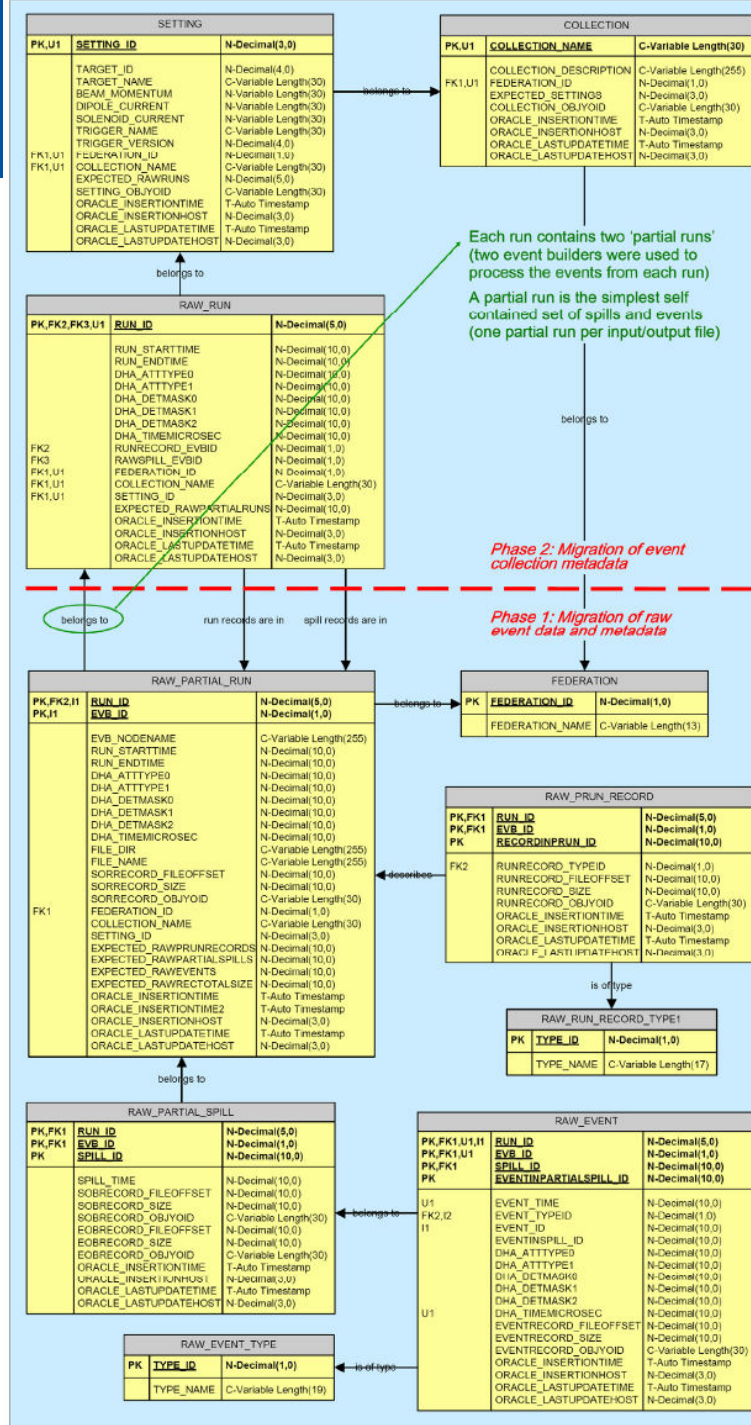 SETTING
PK,U1 SETTING_ID N-Decimal(3,0)
TARGET_ID N-Decimal(4,0)
TARGET_NAME C-Variable Length(30)
BEAM_MOMENTUM N-Variable Length(30)
DIPOLE_CURRENT N-Variable Length(30)
SOLENOID_CURRENT N-Variable Length(30)
TRIGGER_NAME C-Variable Length(30)
TRIGGER_VERSION N-Decimal(4,0)
FK1,U1 FEDERATION_ID N-Decimal(1,0)
FK1,U1 COLLECTION_NAME C-Variable Length(30)
EXPECTED_RAWRUNS N-Decimal(5,0)
SETTING_OBJYOID C-Variable Length(30)
ORACLE_INSERTIONTIME T-Auto Timestamp
ORACLE_INSERTIONHOST N-Decimal(3,0)
ORACLE_LASTUPDATETIME T-Auto Timestamp
ORACLE_LASTUPDATEHOST N-Decimal(3,0)
belongs to
COLLECTION
PK,U1 COLLECTION_NAME C-Variable Length(30)
COLLECTION_DESCRIPTION C-Variable Length(255)
FK1,U1 FEDERATION_ID N-Decimal(1,0)
EXPECTED_SETTINGS N-Decimal(3,0)
COLLECTION_OBJYOID C-Variable Length(30)
ORACLE_INSERTIONTIME T-Auto Timestamp
ORACLE_INSERTIONHOST N-Decimal(3,0)
ORACLE_LASTUPDATETIME T-Auto Timestamp
ORACLE_LASTUPDATEHOST N-Decimal(3,0)
Each run contains two 'partial runs'
(two event builders were used to
process the events from each run)
A partial run is the simplest self
contained set of spills and events
(one partial run per input/output file)
belongs to
RAW_RUN
PK,FK2,FK3,U1 RUN_ID N-Decimal(5,0)
RUN_STARTTIME N-Decimal(10,0)
RUN_ENDTIME N-Decimal(10,0)
DHA_ATTTYPE0 N-Decimal(10,0)
DHA_ATTTYPE1 N-Decimal(10,0)
DHA_DETMASK0 N-Decimal(10,0)
DHA_DETMASK1 N-Decimal(10,0)
DHA_DETMASK2 N-Decimal(10,0)
DHA_TIMEMICROSEC N-Decimal(10,0)
FK2 RUNRECORD_EVBID N-Decimal(1,0)
FK3 RAWSPILL_EVBID N-Decimal(1,0)
FK1,U1 FEDERATION_ID N-Decimal(1,0)
FK1,U1 COLLECTION_NAME C-Variable Length(30)
FK1,U1 SETTING_ID N-Decimal(3,0)
EXPECTED_RAWPARTIALRUNS N-Decimal(10,0)
ORACLE_INSERTIONTIME T-Auto Timestamp
ORACLE_INSERTIONHOST N-Decimal(3,0)
ORACLE_LASTUPDATETIME T-Auto Timestamp
ORACLE_LASTUPDATEHOST N-Decimal(3,0)
belongs to
Phase 2: Migration of event
collection metadata
Phase 1: Migration of raw
event data and metadata
belongs to
run records are in
spill records are in
RAW_PARTIAL_RUN
PK,FK2,I1 RUN_ID N-Decimal(5,0)
PK,I1 EVB_ID N-Decimal(1,0)
EVB_NODENAME C-Variable Length(255)
RUN_STARTTIME N-Decimal(10,0)
RUN_ENDTIME N-Decimal(10,0)
DHA_ATTTYPE0 N-Decimal(10,0)
DHA_ATTTYPE1 N-Decimal(10,0)
DHA_DETMASK0 N-Decimal(10,0)
DHA_DETMASK1 N-Decimal(10,0)
DHA_DETMASK2 N-Decimal(10,0)
DHA_TIMEMICROSEC N-Decimal(10,0)
FILE_DIR C-Variable Length(255)
FILE_NAME C-Variable Length(255)
SORRECORD_FILEOFFSET N-Decimal(10,0)
SORRECORD_SIZE N-Decimal(10,0)
SORRECORD_OBJYOID C-Variable Length(30)
FK1 FEDERATION_ID N-Decimal(1,0)
COLLECTION_NAME C-Variable Length(30)
SETTING_ID N-Decimal(3,0)
EXPECTED_RAWPRUNRECORDS N-Decimal(10,0)
EXPECTED_RAWPARTIALSPILLS N-Decimal(10,0)
EXPECTED_RAWEVENTS N-Decimal(10,0)
EXPECTED_RAWRECTOTALSIZE N-Decimal(10,0)
ORACLE_INSERTIONTIME T-Auto Timestamp
ORACLE_INSERTIONTIME2 T-Auto Timestamp
ORACLE_INSERTIONHOST N-Decimal(3,0)
ORACLE_LASTUPDATETIME T-Auto Timestamp
ORACLE_LASTUPDATEHOST N-Decimal(3,0)
belongs to
FEDERATION
PK FEDERATION_ID N-Decimal(1,0)
FEDERATION_NAME C-Variable Length(13)
RAW_PRUN_RECORD
PK,FK1 RUN_ID N-Decimal(5,0)
PK,FK1 EVB_ID N-Decimal(1,0)
PK RECORDINPRUN_ID N-Decimal(10,0)
FK2 RUNRECORD_TYPEID N-Decimal(1,0)
RUNRECORD_FILEOFFSET N-Decimal(10,0)
RUNRECORD_SIZE N-Decimal(10,0)
RUNRECORD_OBJYOID C-Variable Length(30)
ORACLE_INSERTIONTIME T-Auto Timestamp
ORACLE_INSERTIONHOST N-Decimal(3,0)
ORACLE_LASTUPDATETIME T-Auto Timestamp
ORACLE_LASTUPDATEHOST N-Decimal(3,0)
describes
is of type
RAW_RUN_RECORD_TYPE1
PK TYPE_ID N-Decimal(1,0)
TYPE_NAME C-Variable Length(17)
belongs to
RAW_PARTIAL_SPILL
PK,FK1 RUN_ID N-Decimal(5,0)
PK,FK1 EVB_ID N-Decimal(1,0)
PK SPILL_ID N-Decimal(10,0)
SPILL_TIME N-Decimal(10,0)
SOBRECORD_FILEOFFSET N-Decimal(10,0)
SOBRECORD_SIZE N-Decimal(10,0)
SOBRECORD_OBJYOID C-Variable Length(30)
EOBRECORD_FILEOFFSET N-Decimal(10,0)
EOBRECORD_SIZE N-Decimal(10,0)
EOBRECORD_OBJYOID C-Variable Length(30)
ORACLE_INSERTIONTIME T-Auto Timestamp
ORACLE_INSERTIONHOST N-Decimal(3,0)
ORACLE_LASTUPDATETIME T-Auto Timestamp
ORACLE_LASTUPDATEHOST N-Decimal(3,0)
belongs to
RAW_EVENT
PK,FK1,U1,I1 RUN_ID N-Decimal(5,0)
PK,FK1,U1 EVB_ID N-Decimal(1,0)
PK,FK1 SPILL_ID N-Decimal(10,0)
PK EVENTINPARTIALSPILL_ID N-Decimal(10,0)
U1 EVENT_TIME N-Decimal(10,0)
FK2,I2 EVENT_TYPEID N-Decimal(1,0)
I1 EVENT_ID N-Decimal(10,0)
EVENTINSPILL_ID N-Decimal(10,0)
DHA_ATTTYPE0 N-Decimal(10,0)
DHA_ATTTYPE1 N-Decimal(10,0)
DHA_DETMASK0 N-Decimal(10,0)
DHA_DETMASK1 N-Decimal(10,0)
DHA_DETMASK2 N-Decimal(10,0)
U1 DHA_TIMEMICROSEC N-Decimal(10,0)
EVENTRECORD_FILEOFFSET N-Decimal(10,0)
EVENTRECORD_SIZE N-Decimal(10,0)
EVENTRECORD_OBJYOID C-Variable Length(30)
ORACLE_INSERTIONTIME T-Auto Timestamp
ORACLE_INSERTIONHOST N-Decimal(3,0)
ORACLE_LASTUPDATETIME T-Auto Timestamp
ORACLE_LASTUPDATEHOST N-Decimal(3,0)
RAW_EVENT_TYPE
PK TYPE_ID N-Decimal(1,0)
TYPE_NAME C-Variable Length(19)
is of type